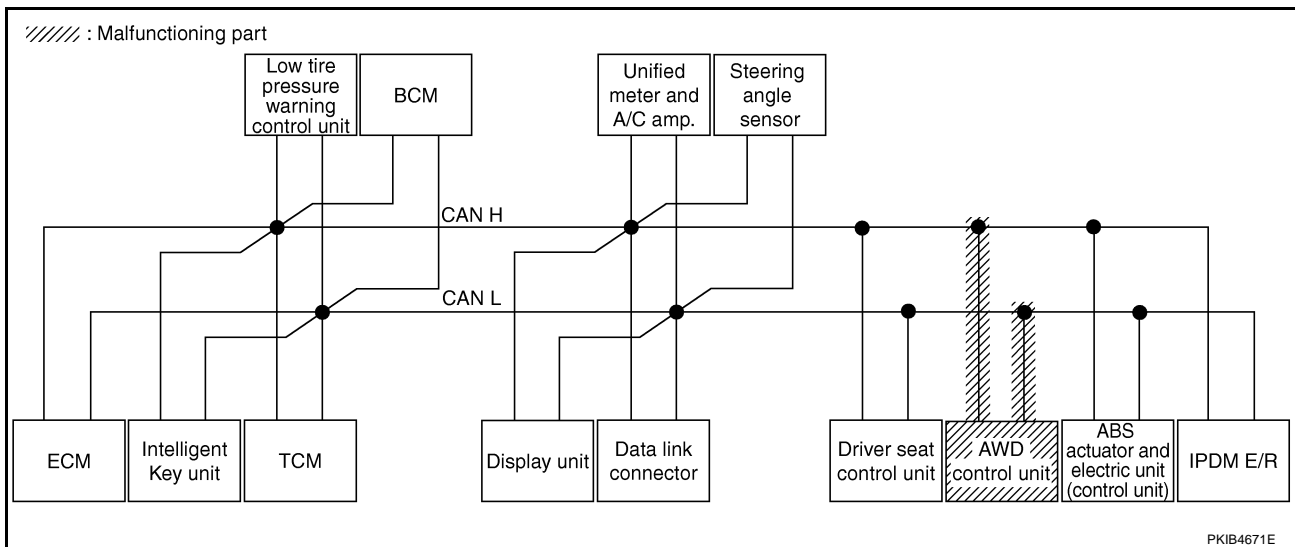 : Malfunctioning part
Low tire
pressure
warning
control unit
BCM
Unified
meter and
A/C amp.
Steering
angle
sensor
CAN H
CAN L
ECM
Intelligent
Key unit
TCM
Display unit
Data link
connector
Driver seat
control unit
AWD
control unit
ABS
actuator and
electric unit
(control unit)
IPDM E/R
PKIB4671E